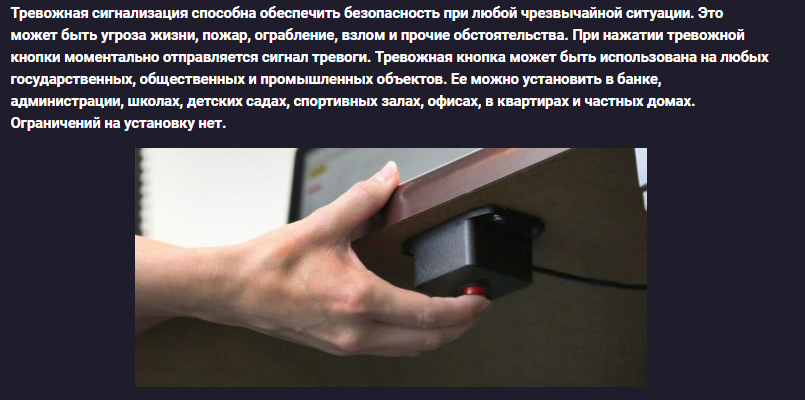 Тревожная сигнализация способна обеспечить безопасность при любой чрезвычайной ситуации. Это
может быть угроза жизни, пожар, ограбление, взлом и прочие обстоятельства. При нажатии тревожной
кнопки моментально отправляется сигнал тревоги. Тревожная кнопка может быть использована на любых
государственных, общественных и промышленных объектов. Ее можно установить в банке,
администрации, школах, детских садах, спортивных залах, офисах, в квартирах и частных домах.
Ограничений на установку нет.